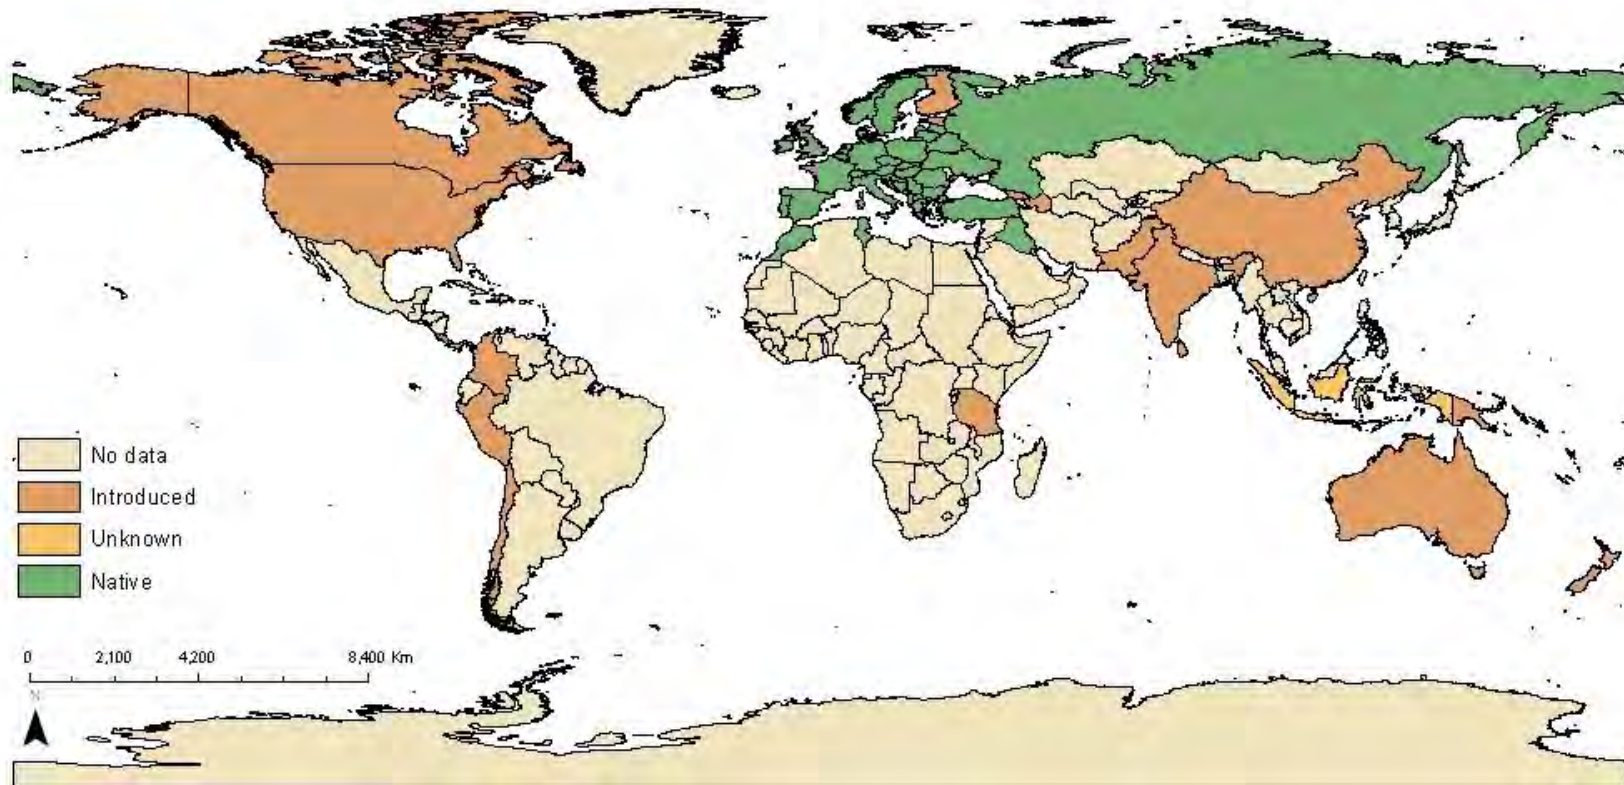 No data
Introduced
Unknown
Native
0 2,100 4,200 8,400 Km
N